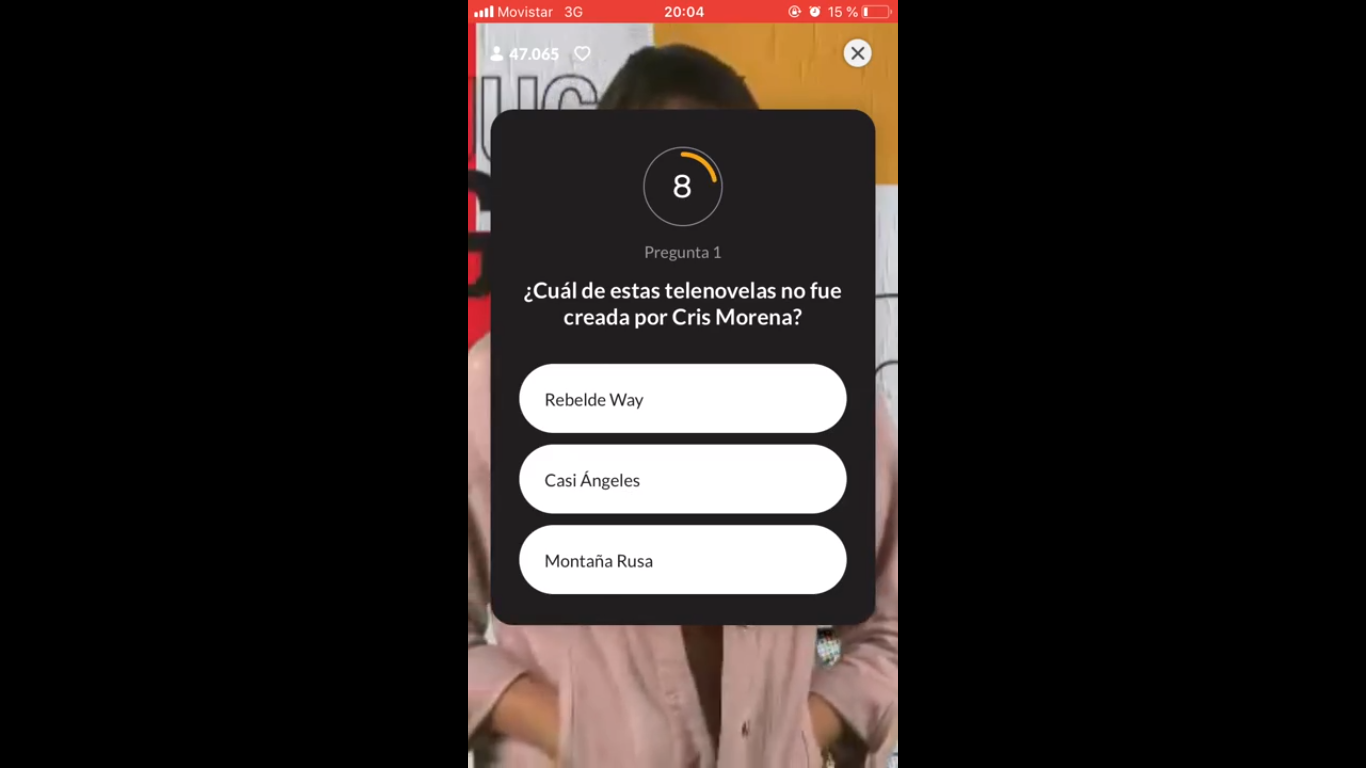 Movistar 3G 20:04 15 %
47.065
8
Pregunta 1
¿Cuál de estas telenovelas no fue
creada por Cris Morena?
Rebelde Way
Casi Ángeles
Montaña Rusa